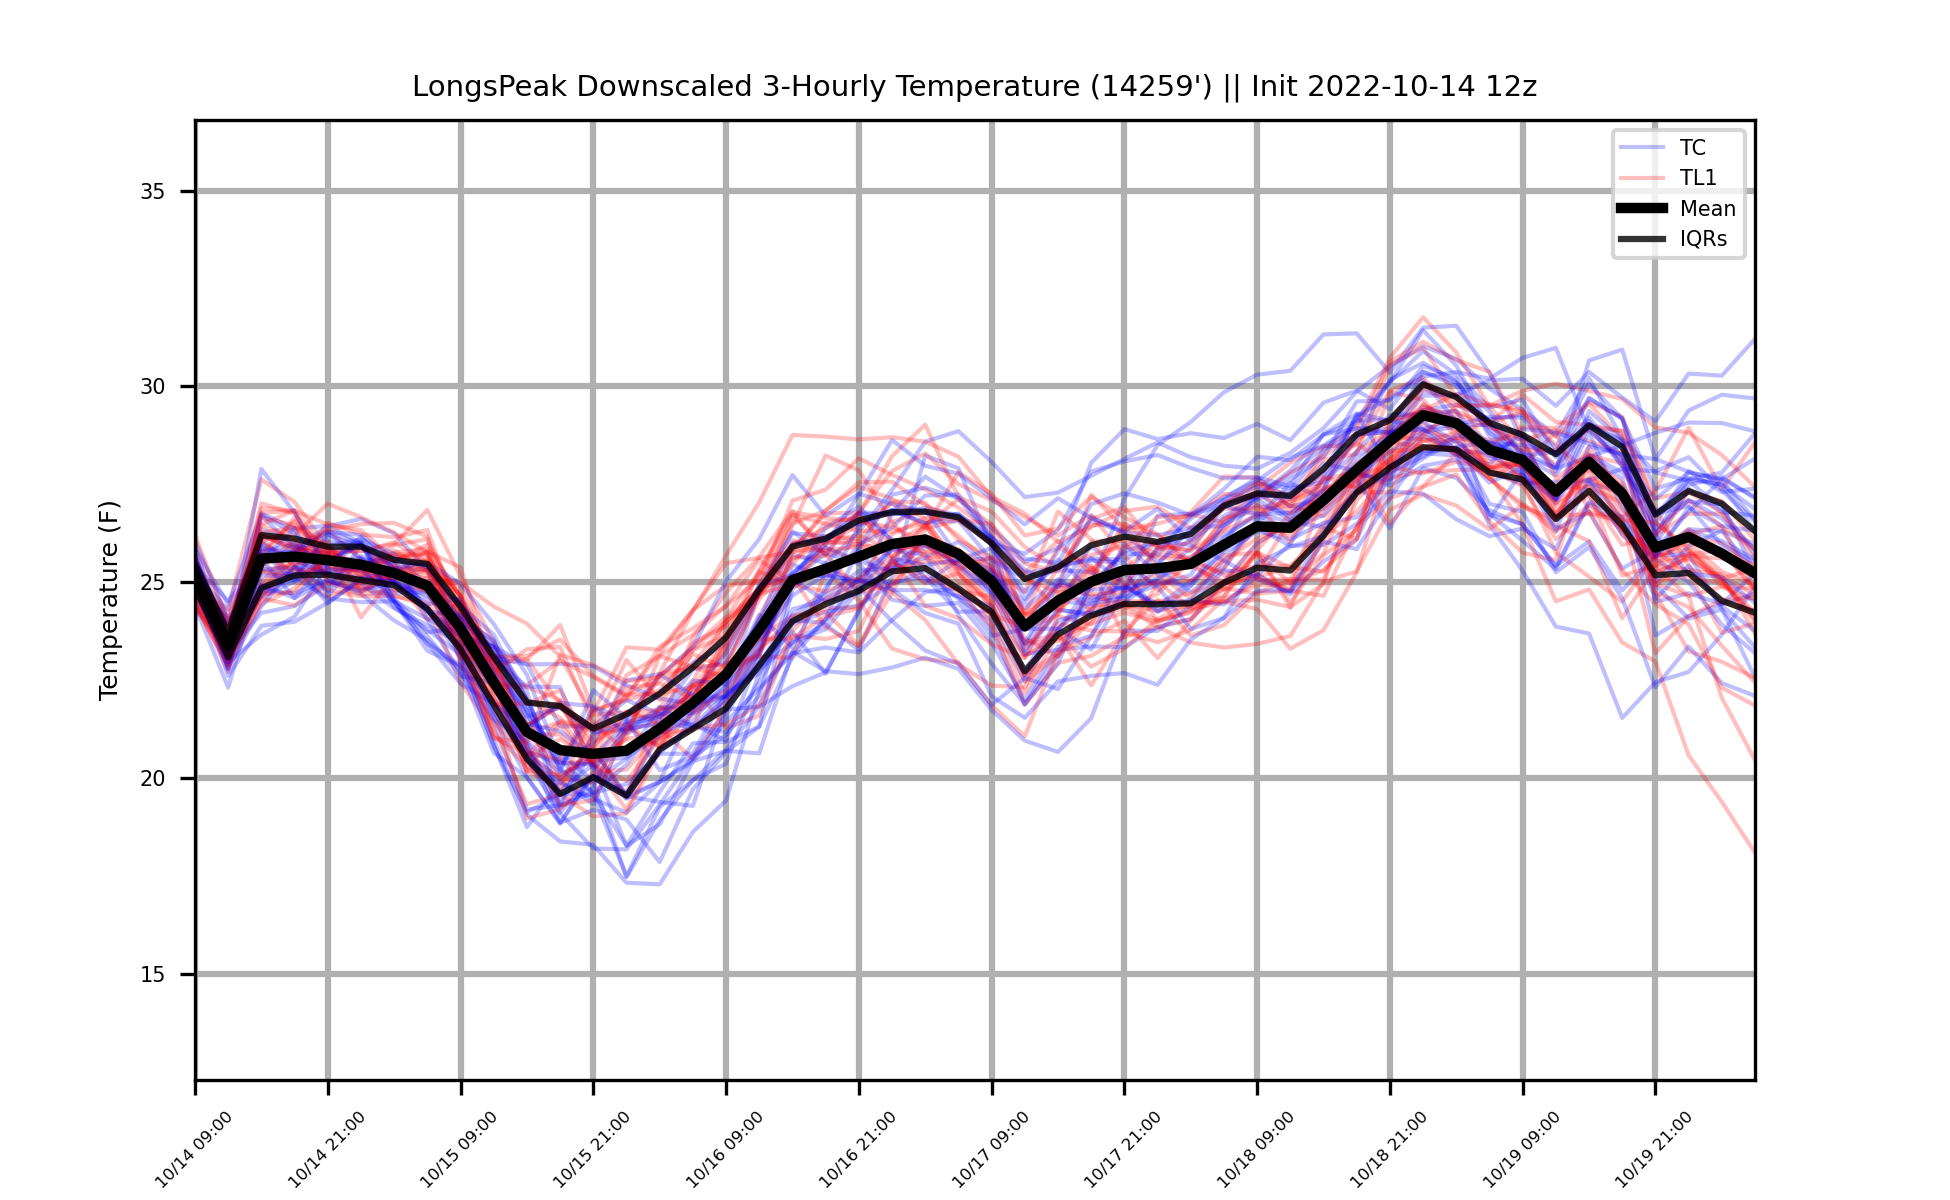 LongsPeak Downscaled 3-Hourly Temperature (14259') || Init 2022-10-14 12z
TC
TL1
Mean
IQRs
Temperature (F)
35
30
25
20
15
10/14 09:00
10/14 21:00
10/15 09:00
10/15 21:00
10/16 09:00
10/16 21:00
10/17 09:00
10/17 21:00
10/18 09:00
10/18 21:00
10/19 09:00
10/19 21:00